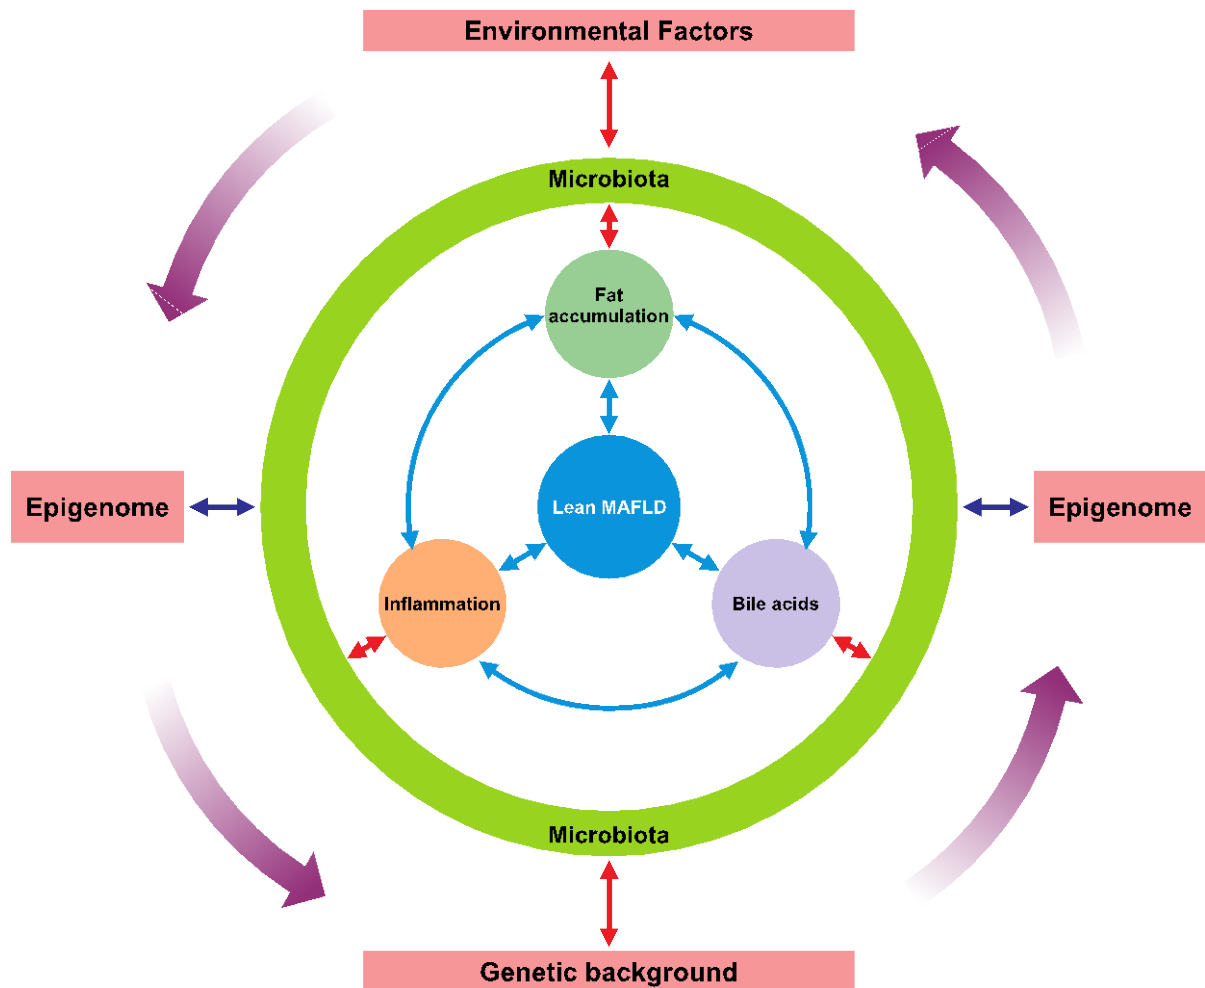 Environmental Factors
Microbiota
Fat
accumulation
Epigenome
Lean MAFLD
Epigenome
Inflammation
Bile acids
Microbiota
Genetic background